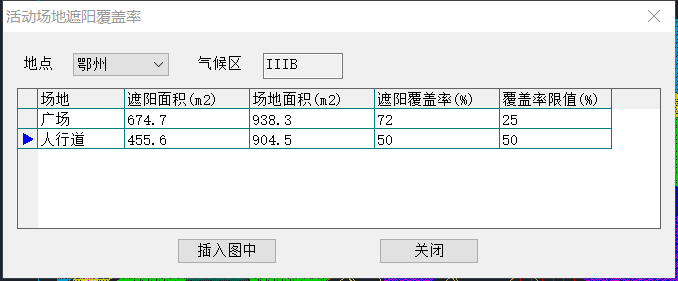 活动场地遮阳覆盖率
地点 鄂州 气候区 IIIB
场地 遮阳面积(m2) 场地面积(m2) 遮阳覆盖率(%) 覆盖率限值(%)
广场 674.7 938.3 72 25
人行道 455.6 904.5 50 50
插入图中 关闭